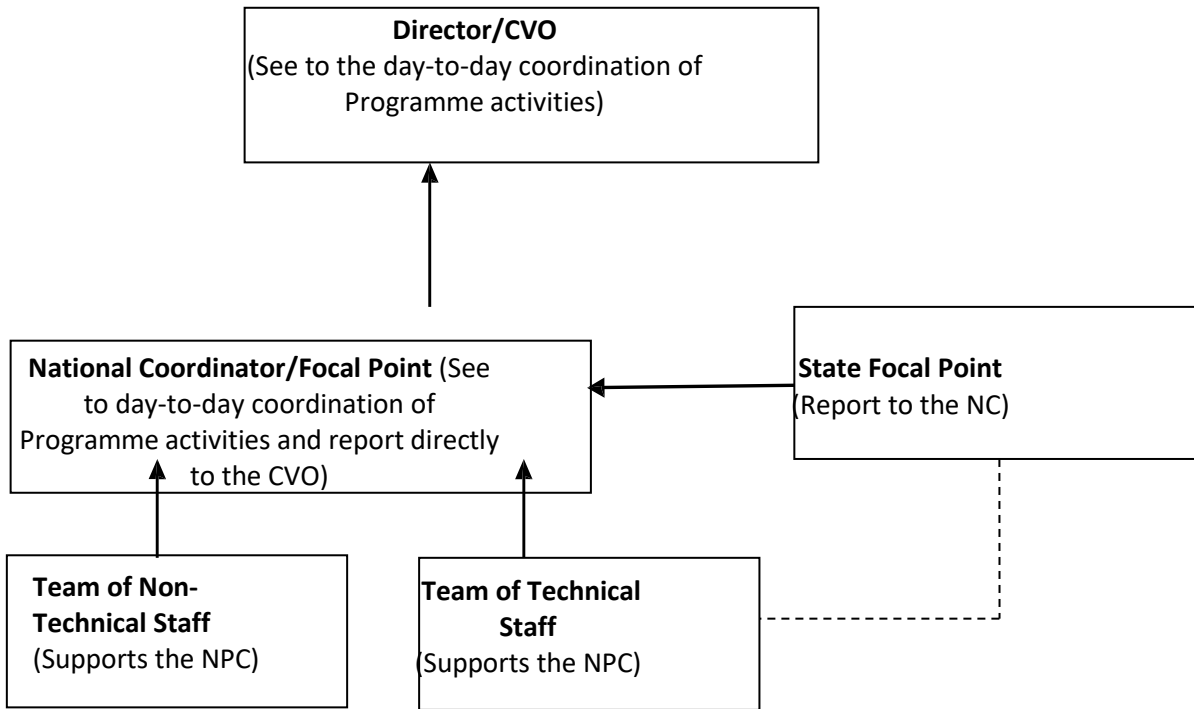 Director/CVO
(See to the day-to-day coordination of
Programme activities)
National Coordinator/Focal Point (See
to day-to-day coordination of
Programme activities and report directly
to the CVO)
State Focal Point
(Report to the NC)
Team of Non-
Technical Staff
(Supports the NPC)
Team of Technical
Staff
(Supports the NPC)